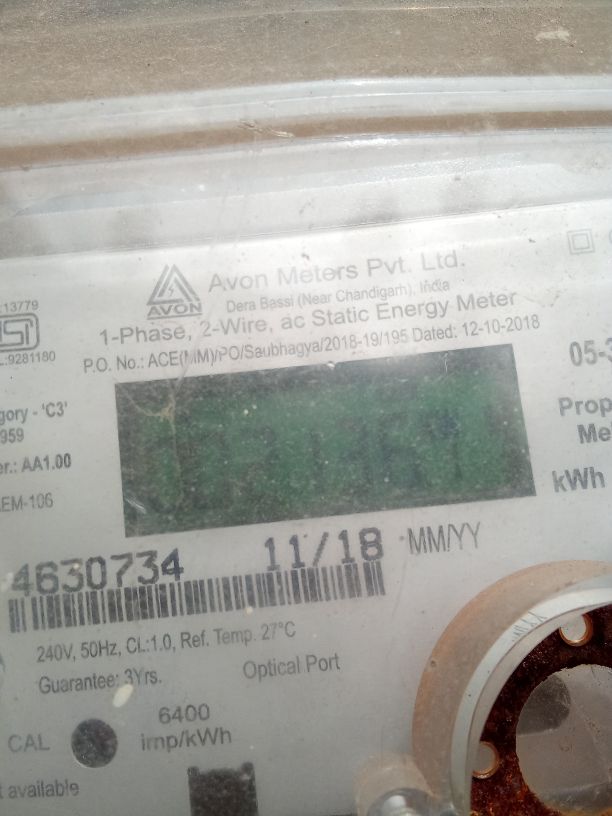 Avon Meters Pvt. Ltd.
AVON
Dera Bassi (Near Chandigarh), India
13779
1-Phase, 2-Wire, ac Static Energy Meter
:9281180
P.O. No.: ACE(MM)/PO/Saubhagya/2018-19/195 Dated: 12-10-2018
05-3
gory - 'C3'
959
Prop
Me
er.: AA1.00
kWh
EM-106
4630734 11/18 MM/YY
240V, 50Hz, CL:1.0, Ref. Temp. 27°C
Guarantee: 3Yrs. Optical Port
CAL 6400
imp/kWh
t available